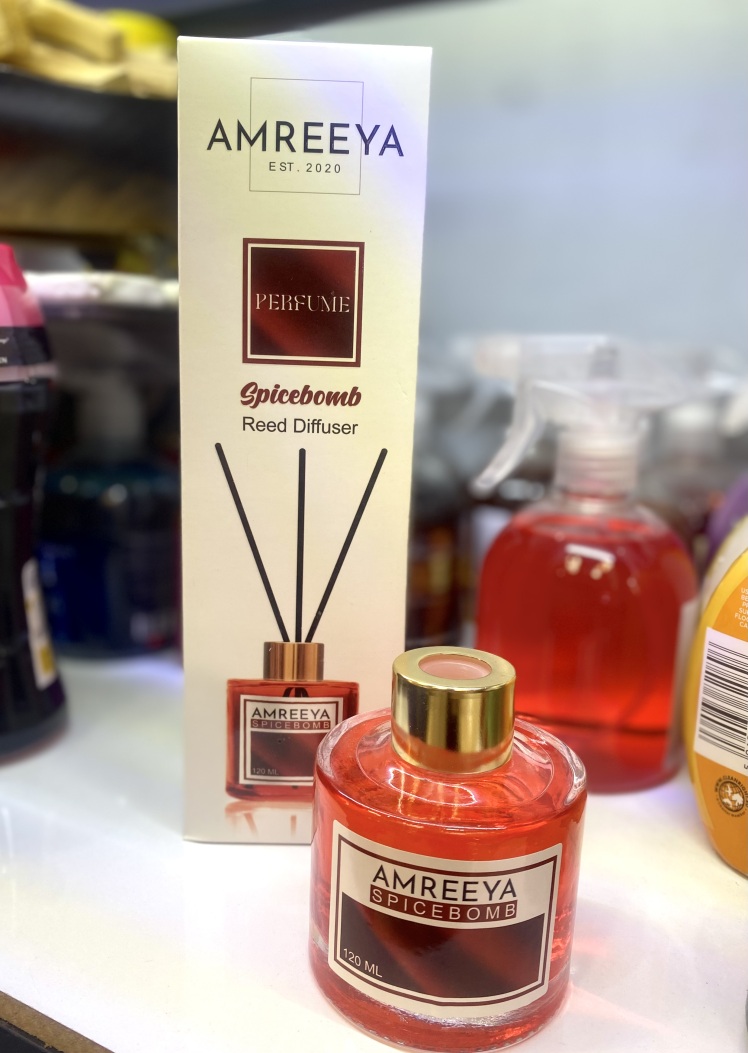 AMREEYA
EST. 2020
PERFUME
Spicebomb
Reed Diffuser
AMREEYA
SPICEBOMB
120 ML
AMREEYA
SPICEBOMB
120 ML